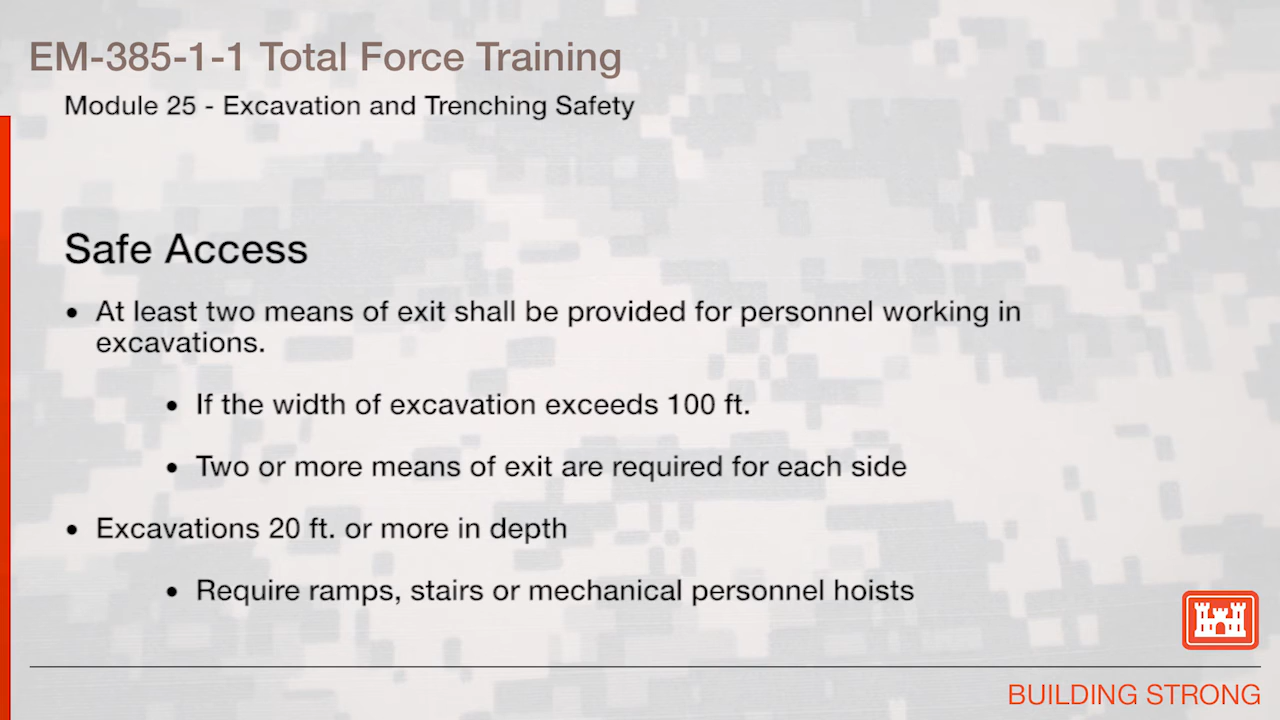 EM-385-1-1 Total Force Training
Module 25 - Excavation and Trenching Safety
Safe Access
• At least two means of exit shall be provided for personnel working in
excavations.
• If the width of excavation exceeds 100 ft.
• Two or more means of exit are required for each side
• Excavations 20 ft. or more in depth
• Require ramps, stairs or mechanical personnel hoists
BUILDING STRONG